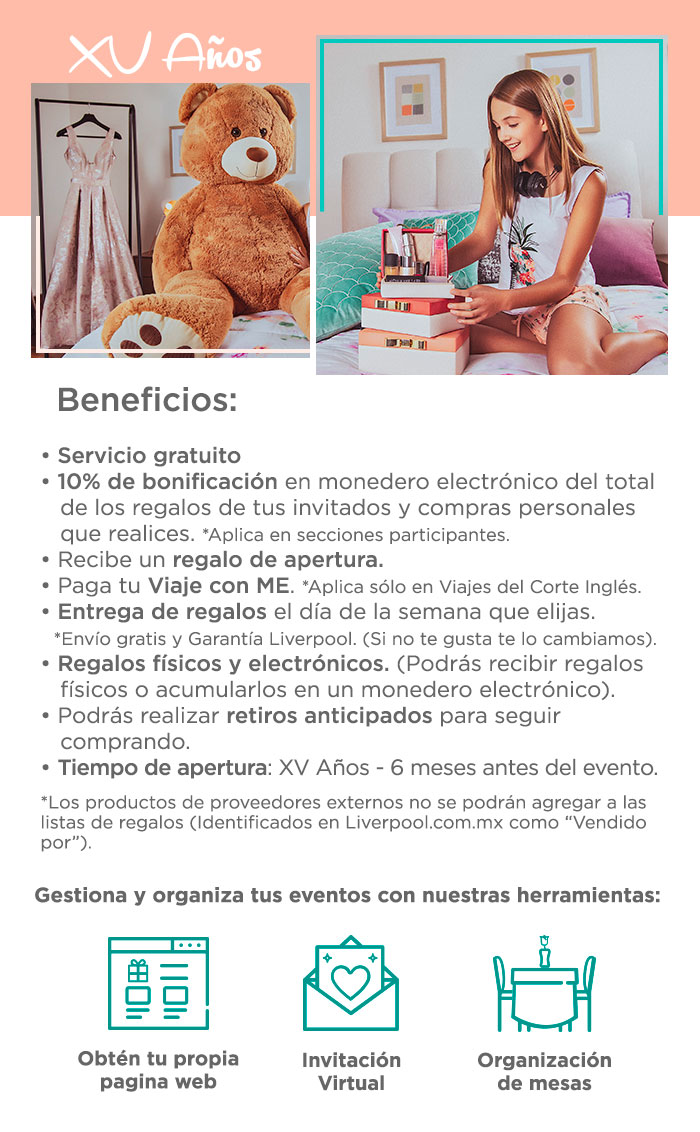 XV Años
Beneficios:
• Servicio gratuito
• 10% de bonificación en monedero electrónico del total
de los regalos de tus invitados y compras personales
que realices. *Aplica en secciones participantes.
• Recibe un regalo de apertura.
• Paga tu Viaje con ME. *Aplica sólo en Viajes del Corte Inglés.
• Entrega de regalos el día de la semana que elijas.
*Envío gratis y Garantía Liverpool. (Si no te gusta te lo cambiamos).
• Regalos físicos y electrónicos. (Podrás recibir regalos
físicos o acumularlos en un monedero electrónico).
• Podrás realizar retiros anticipados para seguir
comprando.
• Tiempo de apertura: XV Años - 6 meses antes del evento.
*Los productos de proveedores externos no se podrán agregar a las
listas de regalos (Identificados en Liverpool.com.mx como “Vendido
por”).
Gestiona y organiza tus eventos con nuestras herramientas:
Obtén tu propia
pagina web
Invitación
Virtual
Organización
de mesas